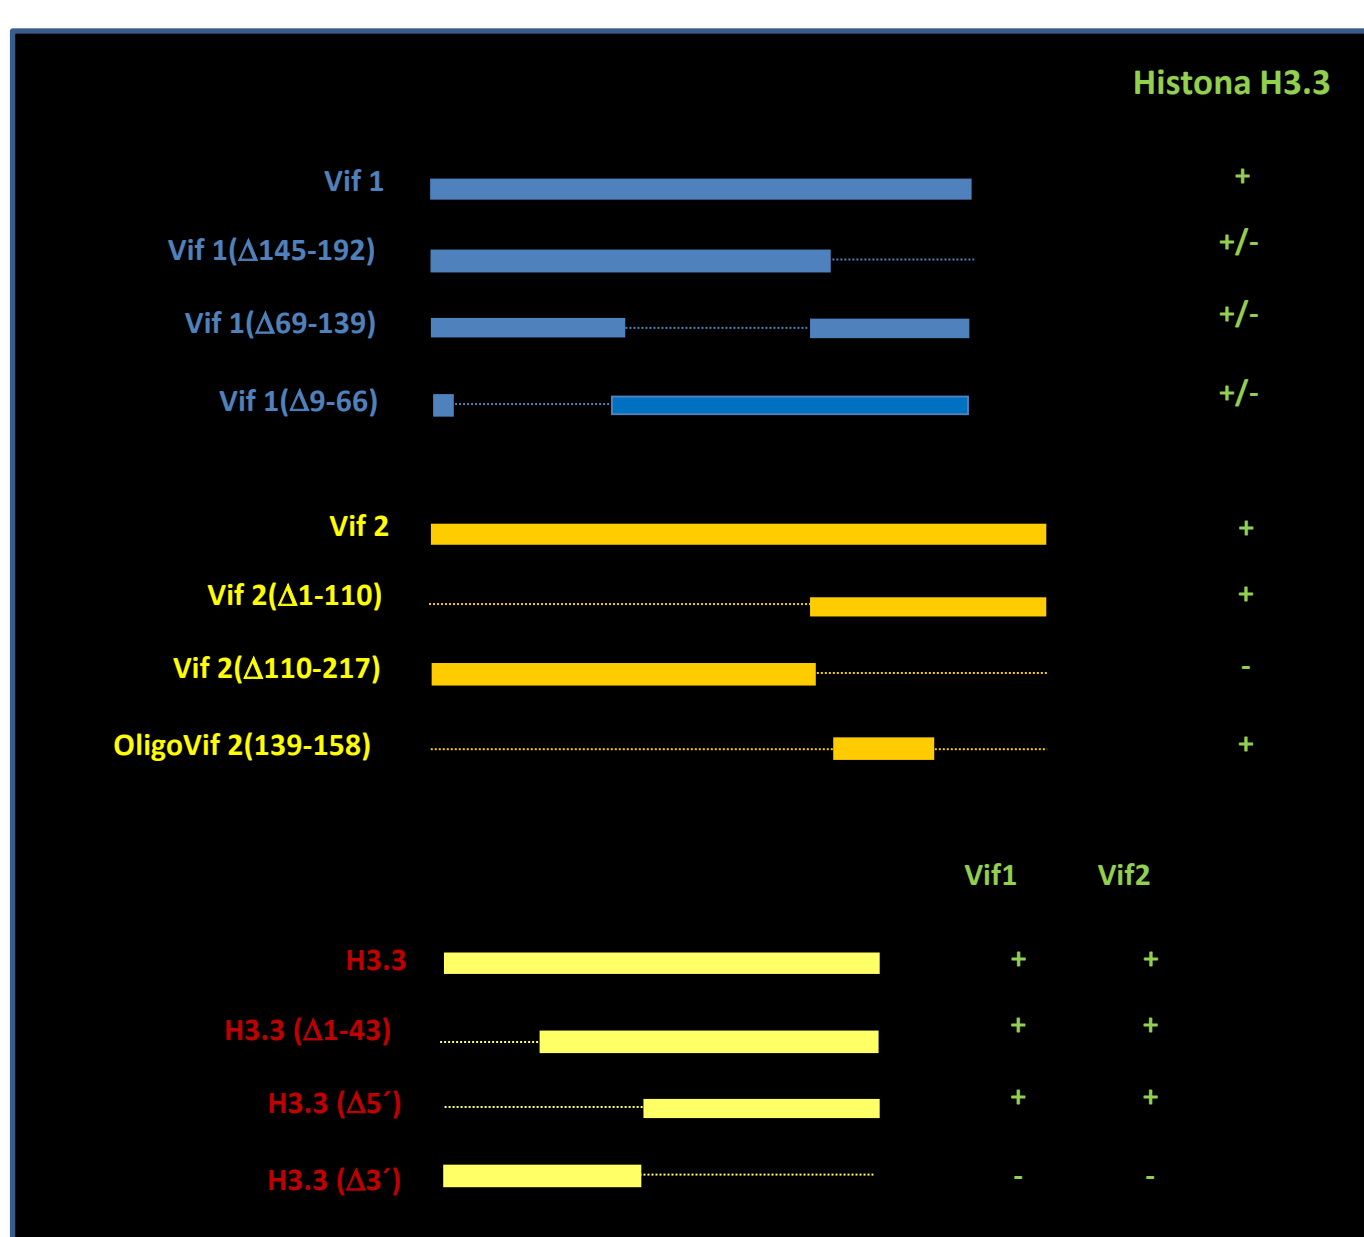 Histona H3.3
Vif 1 +
Vif 1(Δ145-192) +/-
Vif 1(Δ69-139) +/-
Vif 1(Δ9-66) +/-
Vif 2 +
Vif 2(Δ1-110) +
Vif 2(Δ110-217) -
OligoVif 2(139-158) +
Vif1 Vif2
H3.3 + +
H3.3 (Δ1-43) + +
H3.3 (Δ5´) + +
H3.3 (Δ3´) - -